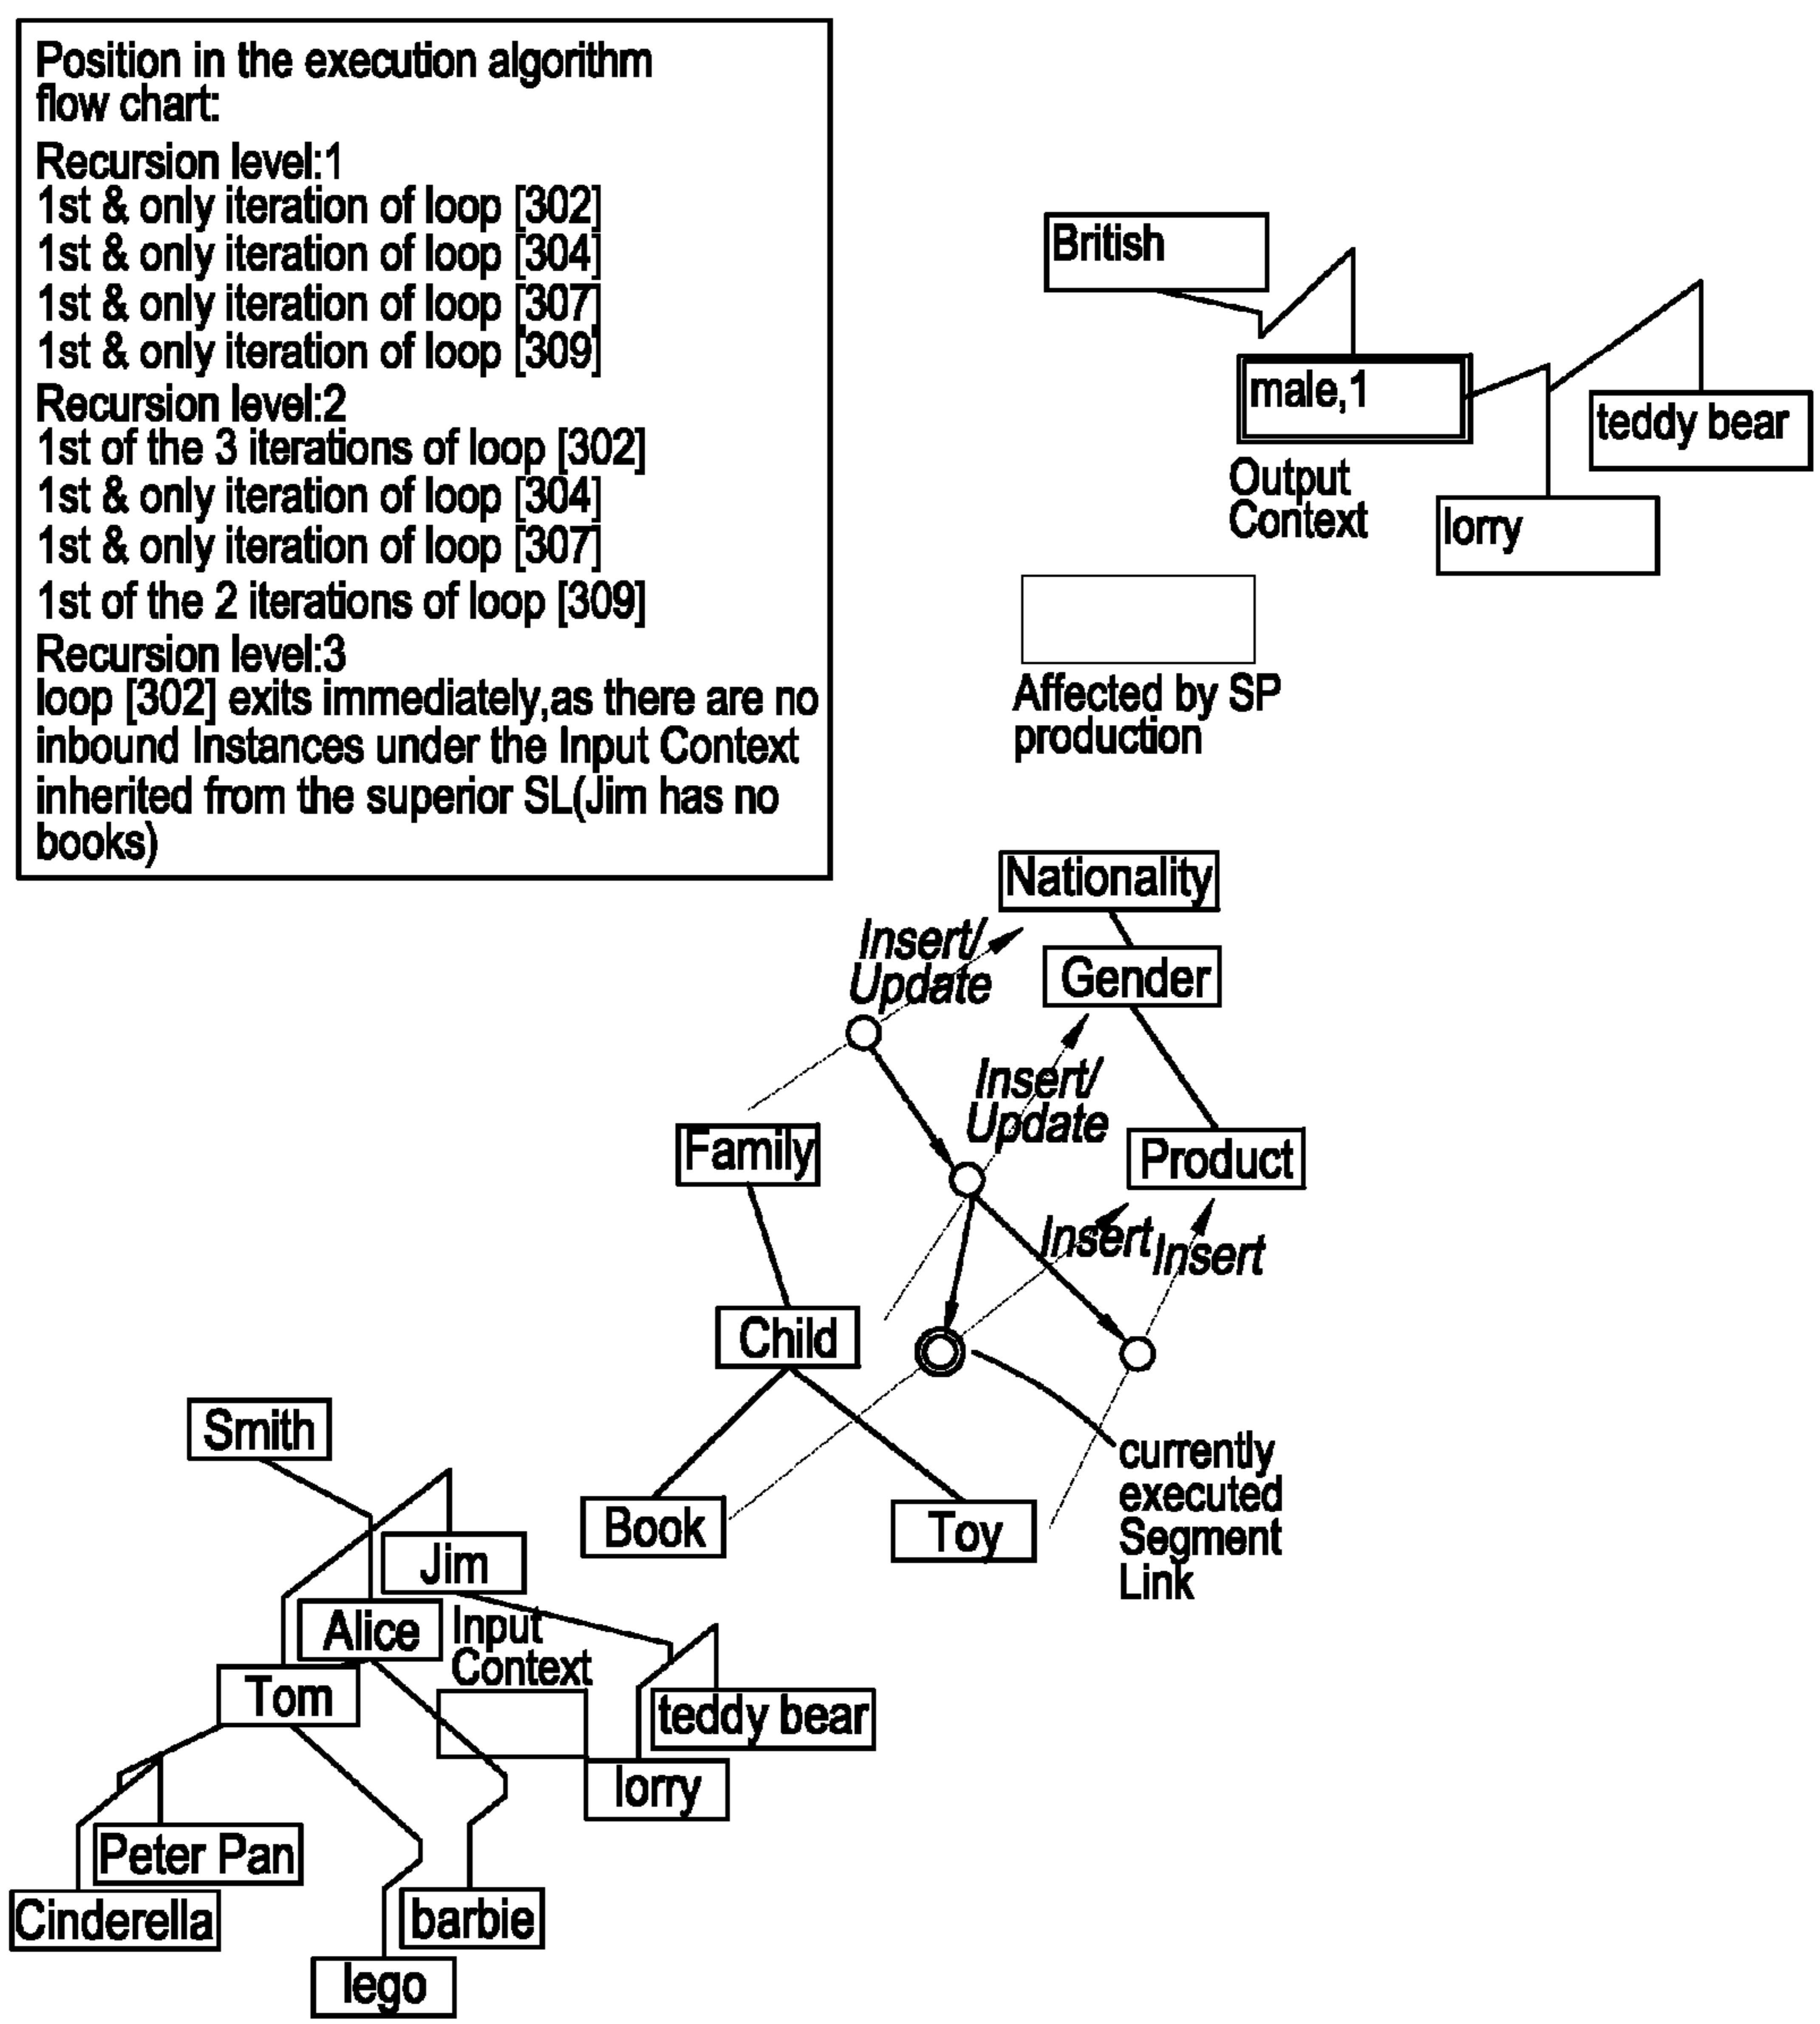 Position in the execution algorithm
flow chart:
Recursion level:1
1st & only iteration of loop [302]
1st & only iteration of loop [304]
1st & only iteration of loop [307]
1st & only iteration of loop [309]
Recursion level:2
1st of the 3 iterations of loop [302]
1st & only iteration of loop [304]
1st & only iteration of loop [307]
1st of the 2 iterations of loop [309]
Recursion level:3
loop [302] exits immediately,as there are no
inbound Instances under the Input Context
inherited from the superior SL(Jim has no
books)
British
male,1
teddy bear
Output
Context
lorry
Affected by SP
production
Nationality
Insert/
Update
Gender
Insert/
Update
Family
Product
Insert
Insert
Child
Smith
currently
executed
Segment
Link
Book
Toy
Jim
Alice
Input
Context
Tom
teddy bear
lorry
Peter Pan
Cinderella
barbie
lego